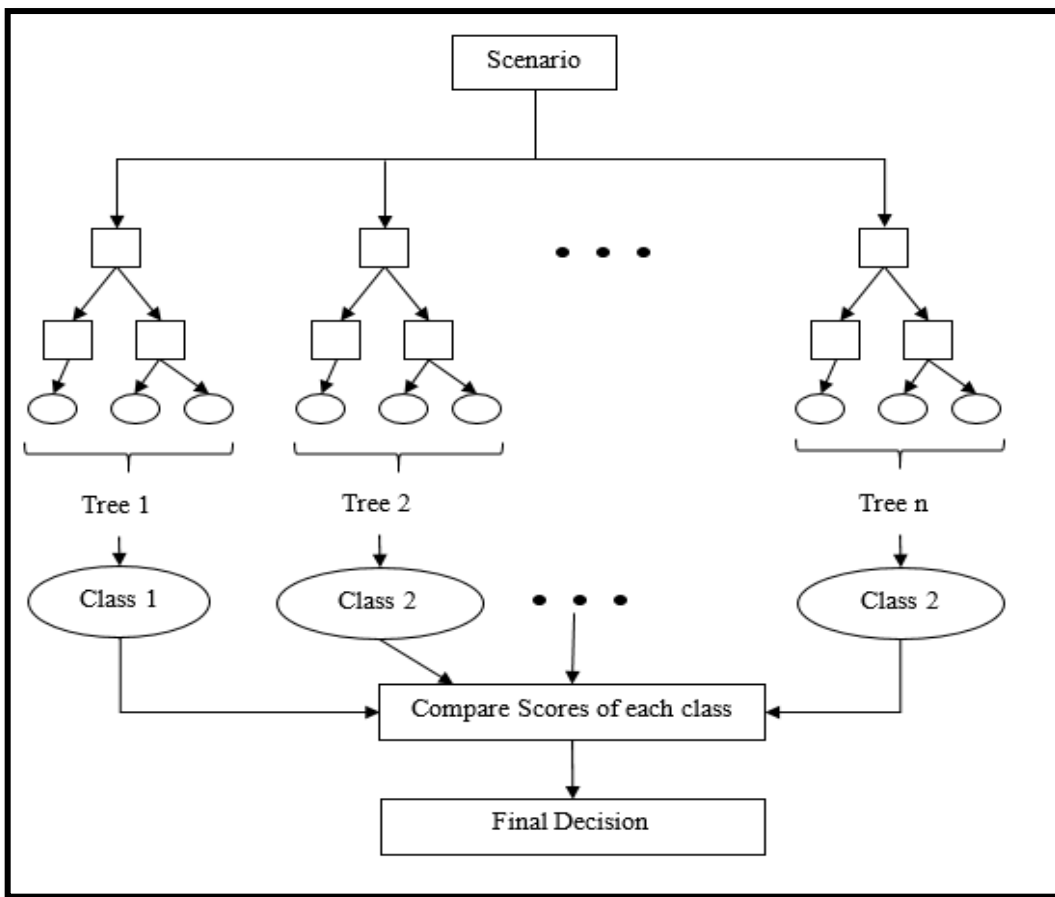 Scenario
Tree 1
Tree 2
Tree n
Class 1
Class 2
Class 2
Compare Scores of each class
Final Decision